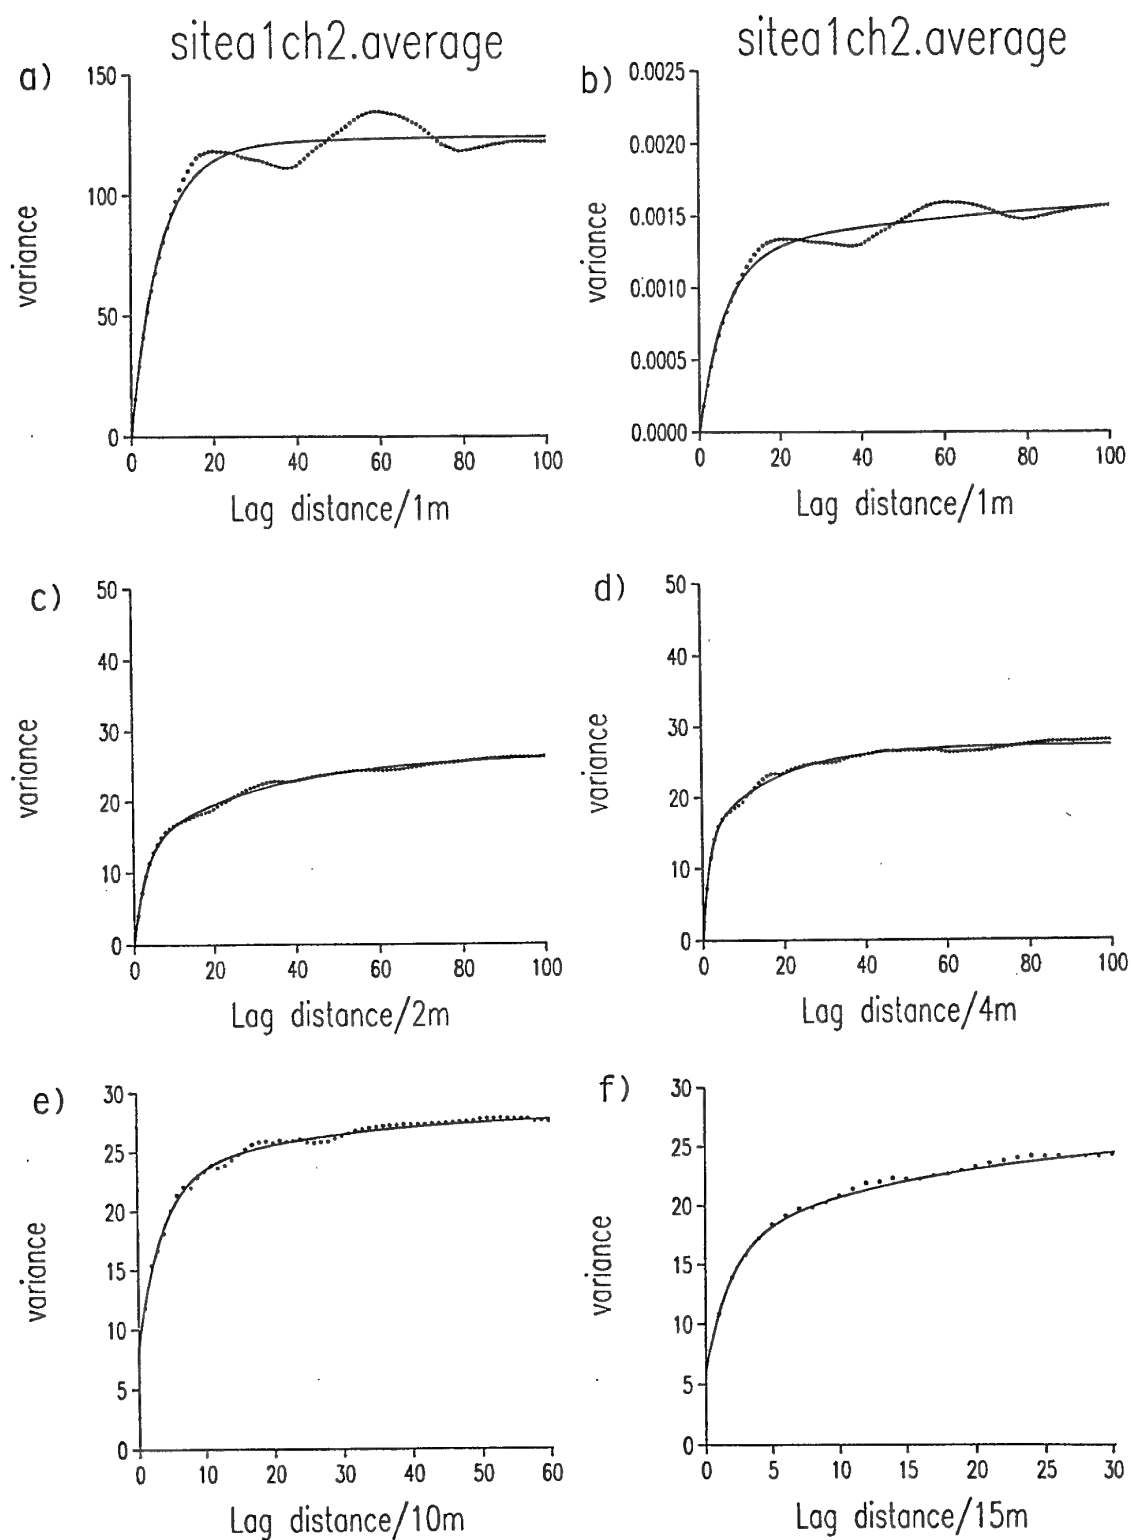 sitea1ch2.average
a)
150
100
50
0
variance
0 20 40 60 80 100
Lag distance/1m
sitea1ch2.average
b)
0.0025
0.0020
0.0015
0.0010
0.0005
0.0000
variance
0 20 40 60 80 100
Lag distance/1m
c)
50
40
30
20
10
0
variance
0 20 40 60 80 100
Lag distance/2m
d)
50
40
30
20
10
0
variance
0 20 40 60 80 100
Lag distance/4m
e)
30
25
20
15
10
5
0
variance
0 10 20 30 40 50 60
Lag distance/10m
f)
30
25
20
15
10
5
0
variance
0 5 10 15 20 25 30
Lag distance/15m